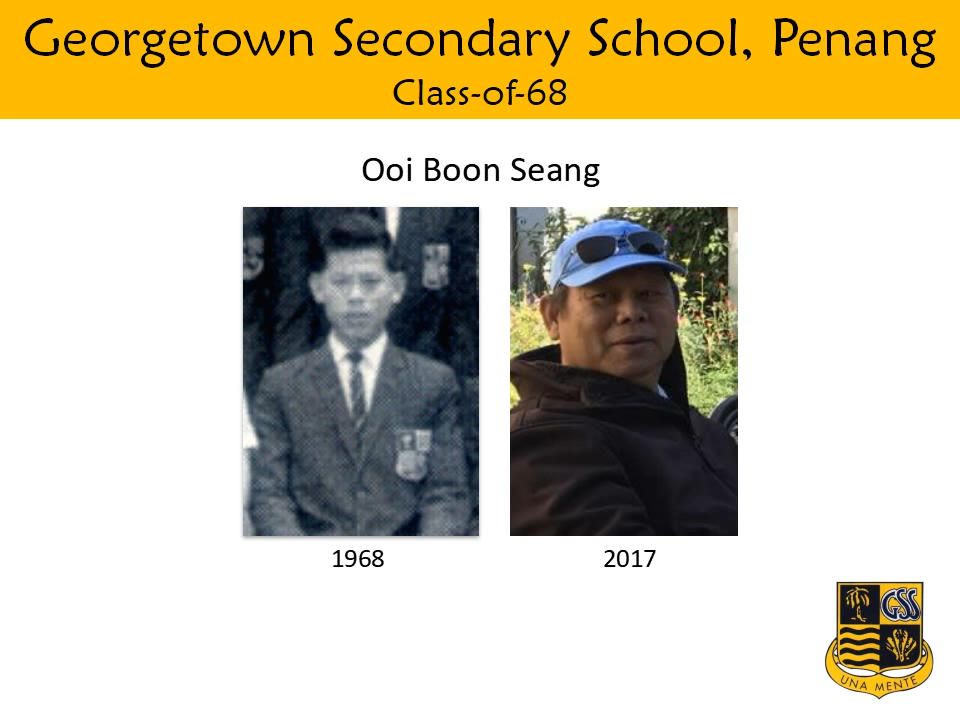 Georgetown Secondary School, Penang
Class-of-68
Ooi Boon Seang
1968
2017
GSS
UNA MENTE